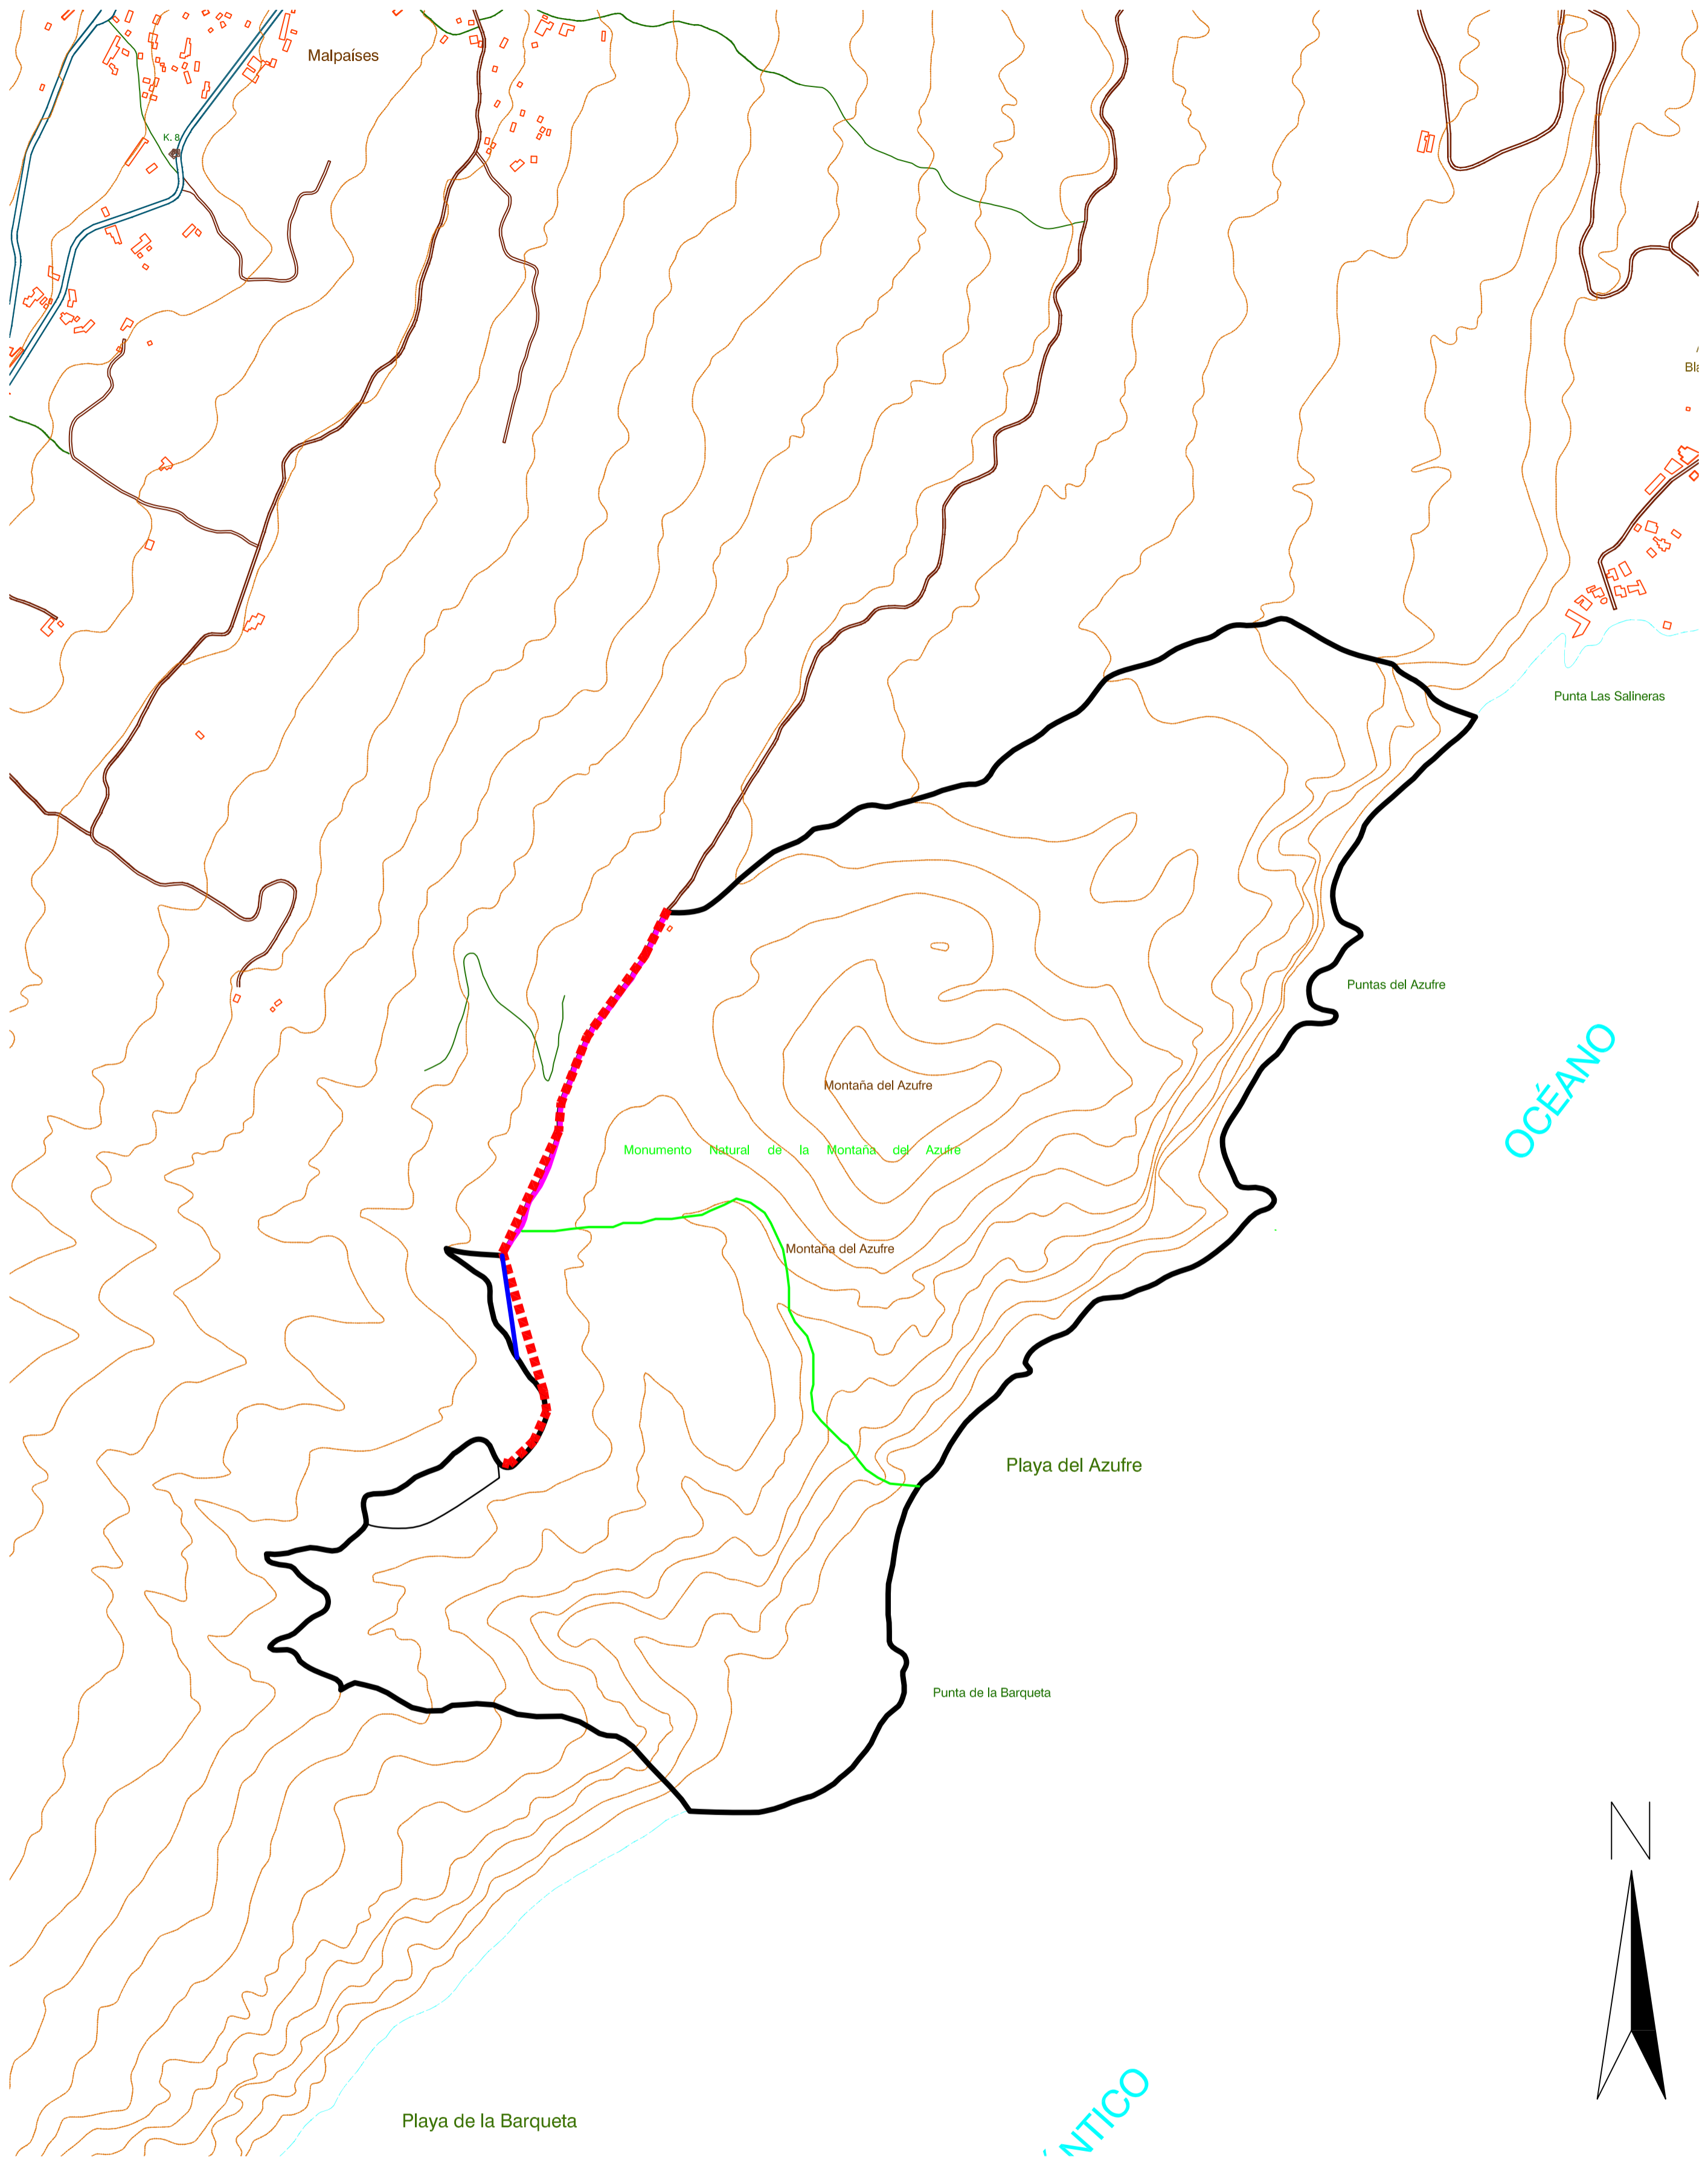 Malpaíses
K. 8
Bla
Punta Las Salineras
Puntas del Azufre
OCÉANO
Montaña del Azufre
Monumento Natural de la Montaña del Azufre
Montaña del Azufre
Playa del Azufre
Punta de la Barqueta
N
Playa de la Barqueta
ÁNTICO